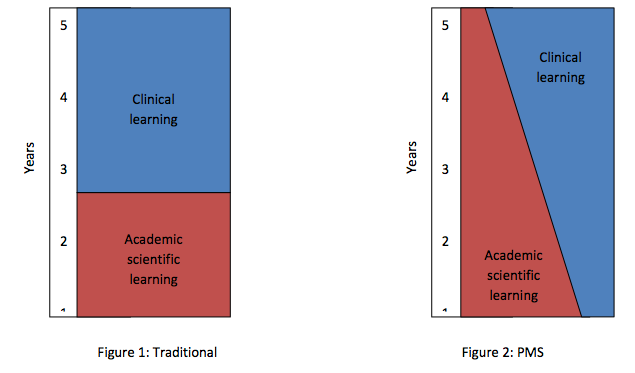 5
4
3
2
Years
Clinical
learning
Academic
scientific
learning
Figure 1: Traditional
5
4
3
2
Years
Clinical
learning
Academic
scientific
learning
Figure 2: PMS